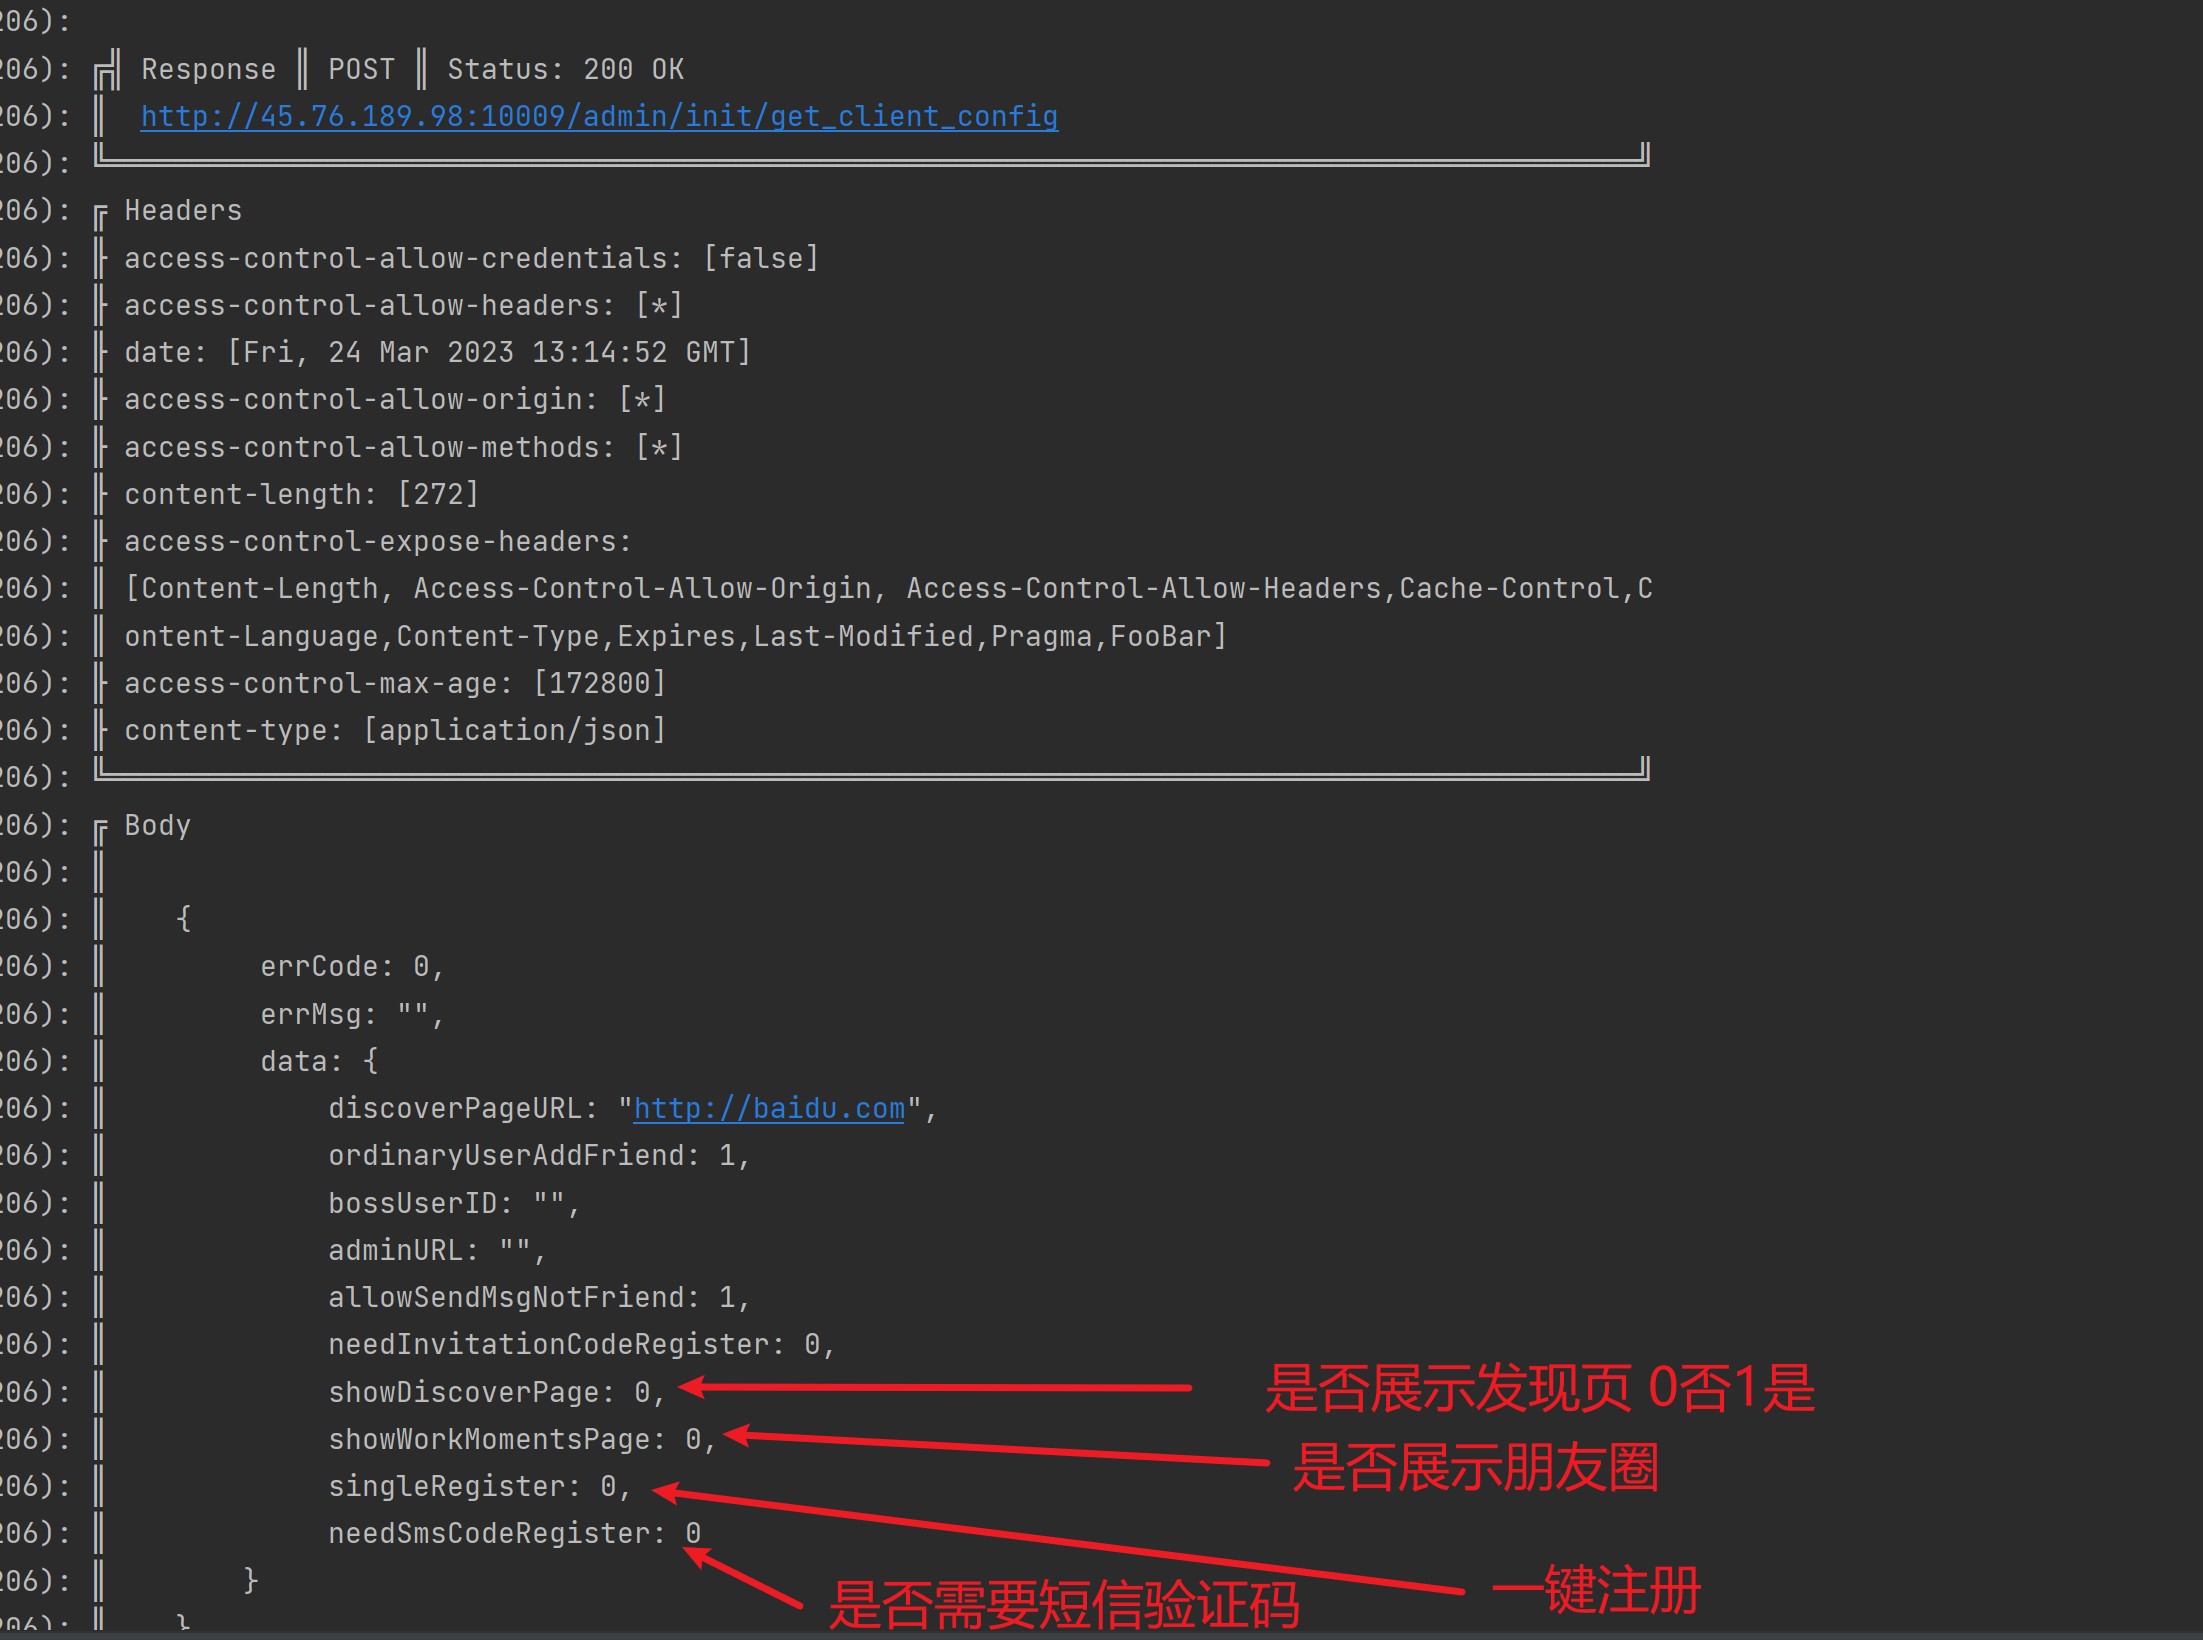 206):
206): Response ║ POST ║ Status: 200 OK
206): http://45.76.189.98:10009/admin/init/get_client_config
206):
206): Headers
206): access-control-allow-credentials: [false]
206): access-control-allow-headers: [*]
206): date: [Fri, 24 Mar 2023 13:14:52 GMT]
206): access-control-allow-origin: [*]
206): access-control-allow-methods: [*]
206): content-length: [272]
206): access-control-expose-headers:
206): [Content-Length, Access-Control-Allow-Origin, Access-Control-Allow-Headers,Cache-Control,C
206): ontent-Language,Content-Type,Expires,Last-Modified,Pragma,FooBar]
206): access-control-max-age: [172800]
206): content-type: [application/json]
206):
206): Body
206):
206): {
206): errCode: 0,
206): errMsg: "",
206): data: {
206): discoverPageURL: "http://baidu.com",
206): ordinaryUserAddFriend: 1,
206): bossUserID: "",
206): adminURL: "",
206): allowSendMsgNotFriend: 1,
206): needInvitationCodeRegister: 0,
206): showDiscoverPage: 0,
是否展示发现页 0否1是
206): showWorkMomentsPage: 0,
是否展示朋友圈
206): singleRegister: 0,
206): needSmsCodeRegister: 0
206): }
一键注册
是否需要短信验证码
206): }